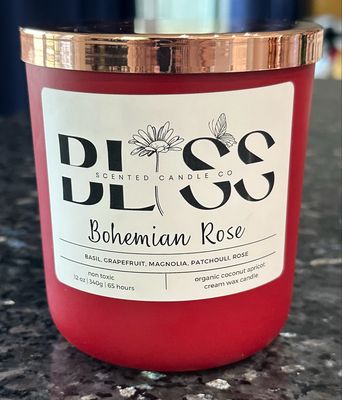 BLISS
SCENTED CANDLE CO
Bohemian Rose
BASIL, GRAPEFRUIT, MAGNOLIA, PATCHOULI, ROSE
non toxic
12 oz | 340g | 65 hours
organic coconut apricot
cream wax candle